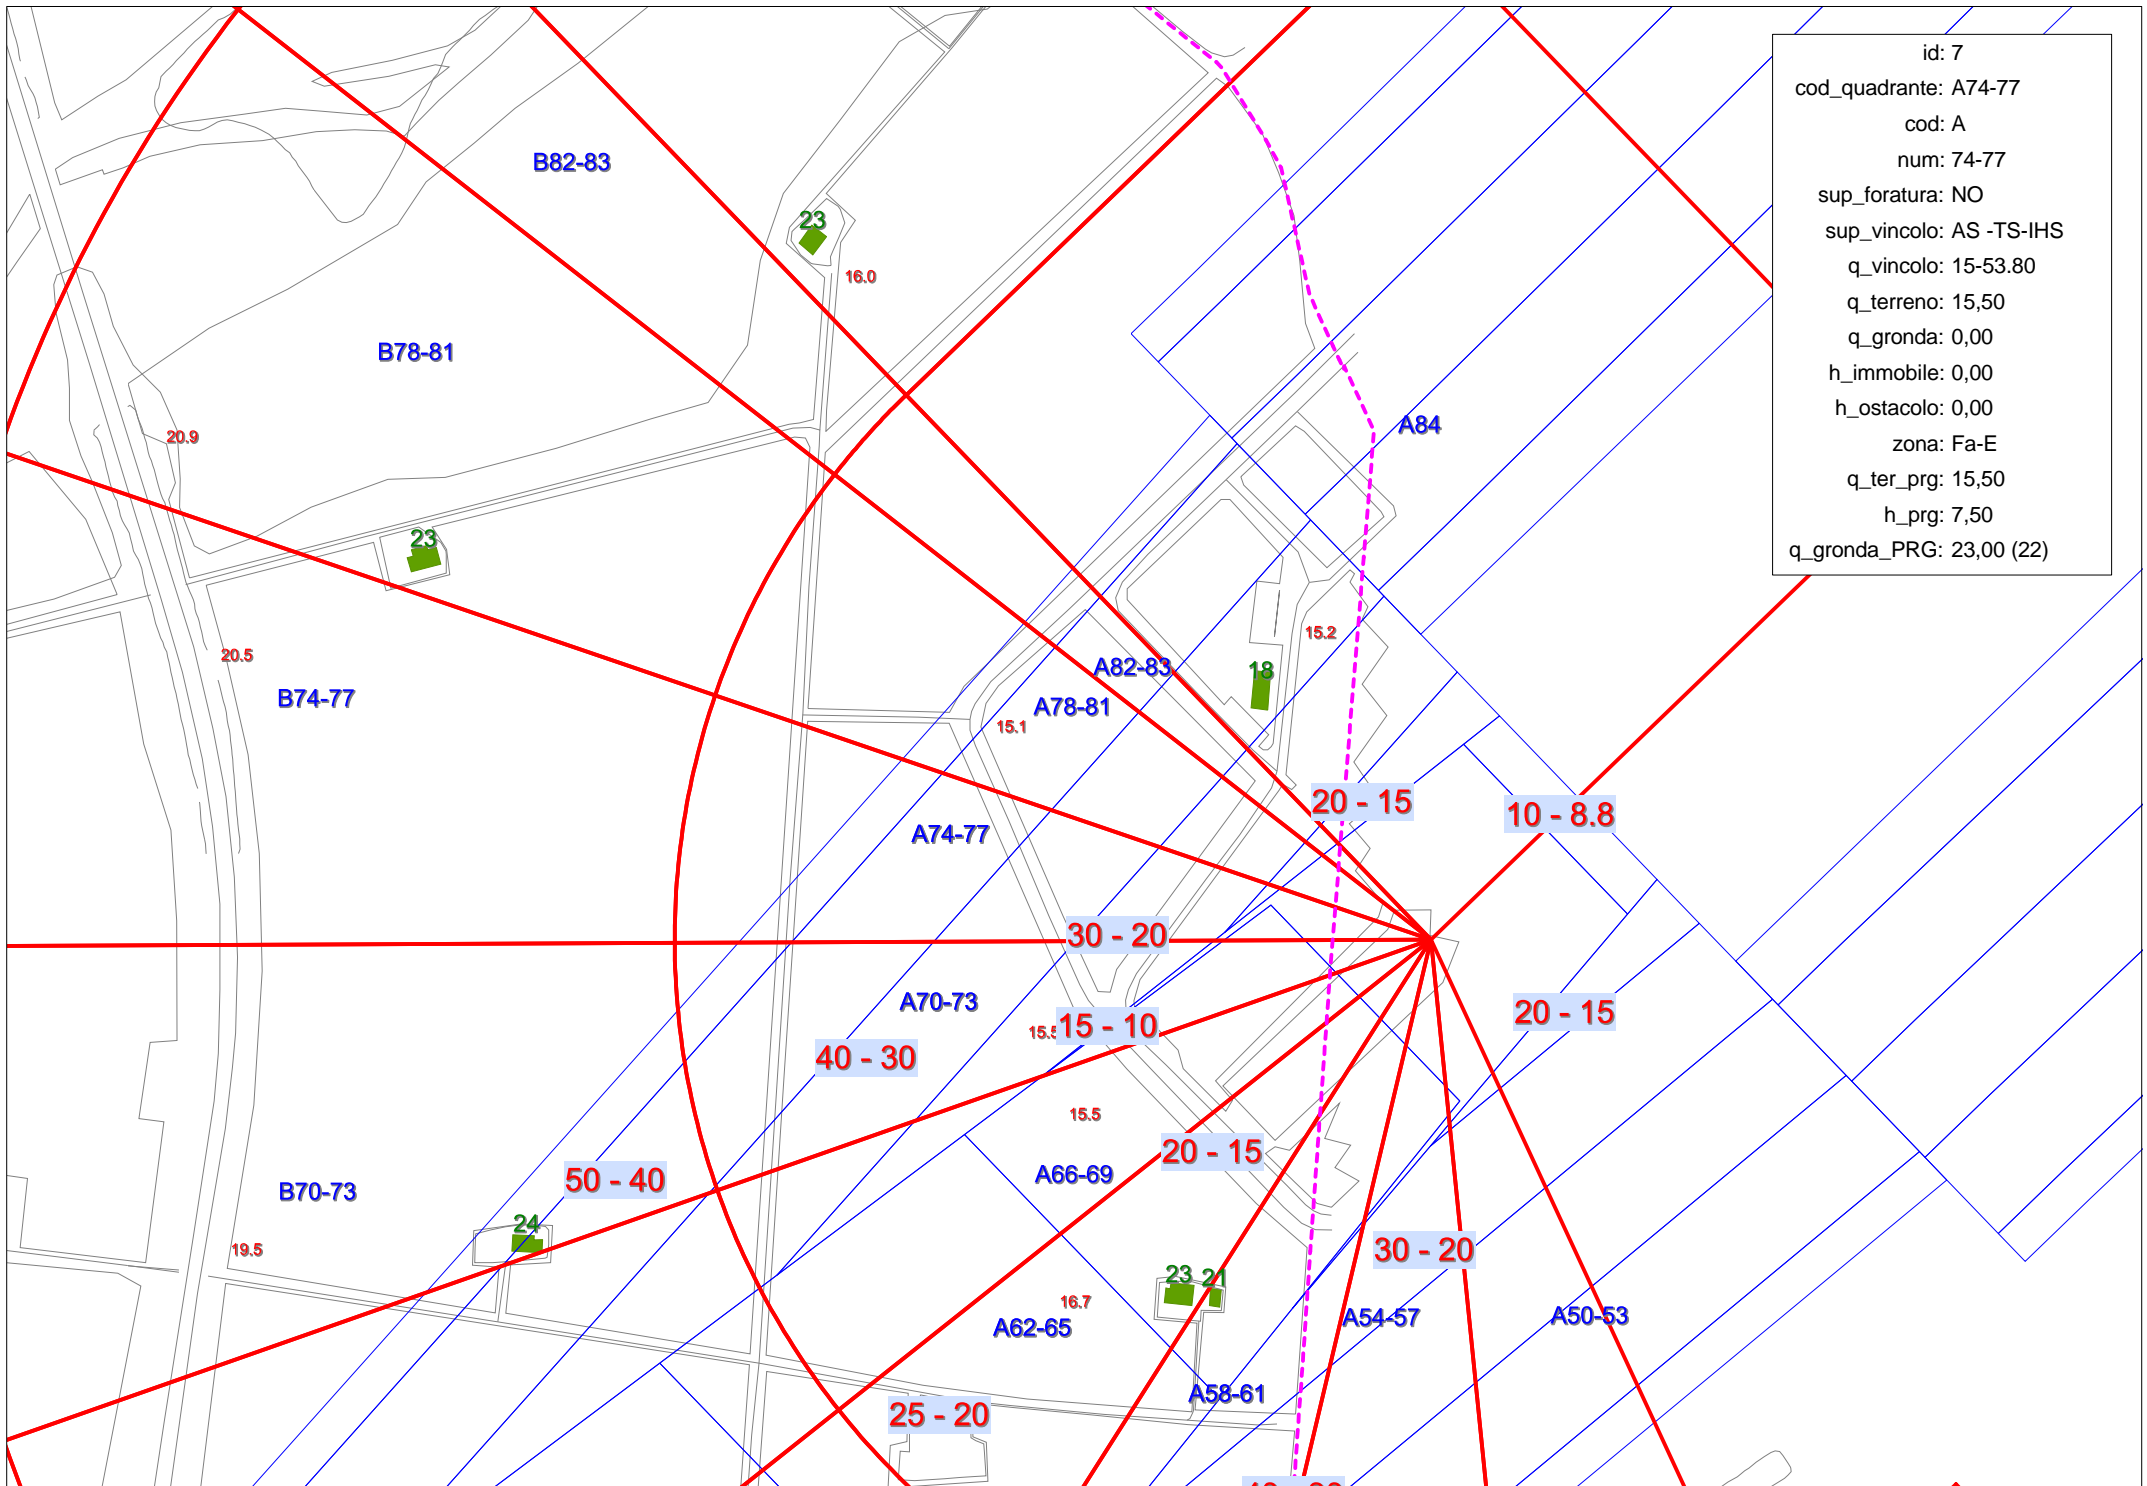 id: 7
cod_quadrante: A74-77
cod: A
num: 74-77
sup_foratura: NO
sup_vincolo: AS -TS-IHS
q_vincolo: 15-53.80
q_terreno: 15,50
q_gronda: 0,00
h_immobile: 0,00
h_ostacolo: 0,00
zona: Fa-E
q_ter_prg: 15,50
h_prg: 7,50
q_gronda_PRG: 23,00 (22)
B82-83
23
16.0
B78-81
A84
20.9
23
15.2
20.5
A82-83
18
B74-77
A78-81
15.1
20 - 15
10 - 8.8
A74-77
30 - 20
A70-73
20 - 15
15.5
15 - 10
40 - 30
15.5
20 - 15
A66-69
50 - 40
B70-73
24
19.5
30 - 20
23
21
16.7
A62-65
A54-57
A50-53
A58-61
25 - 20